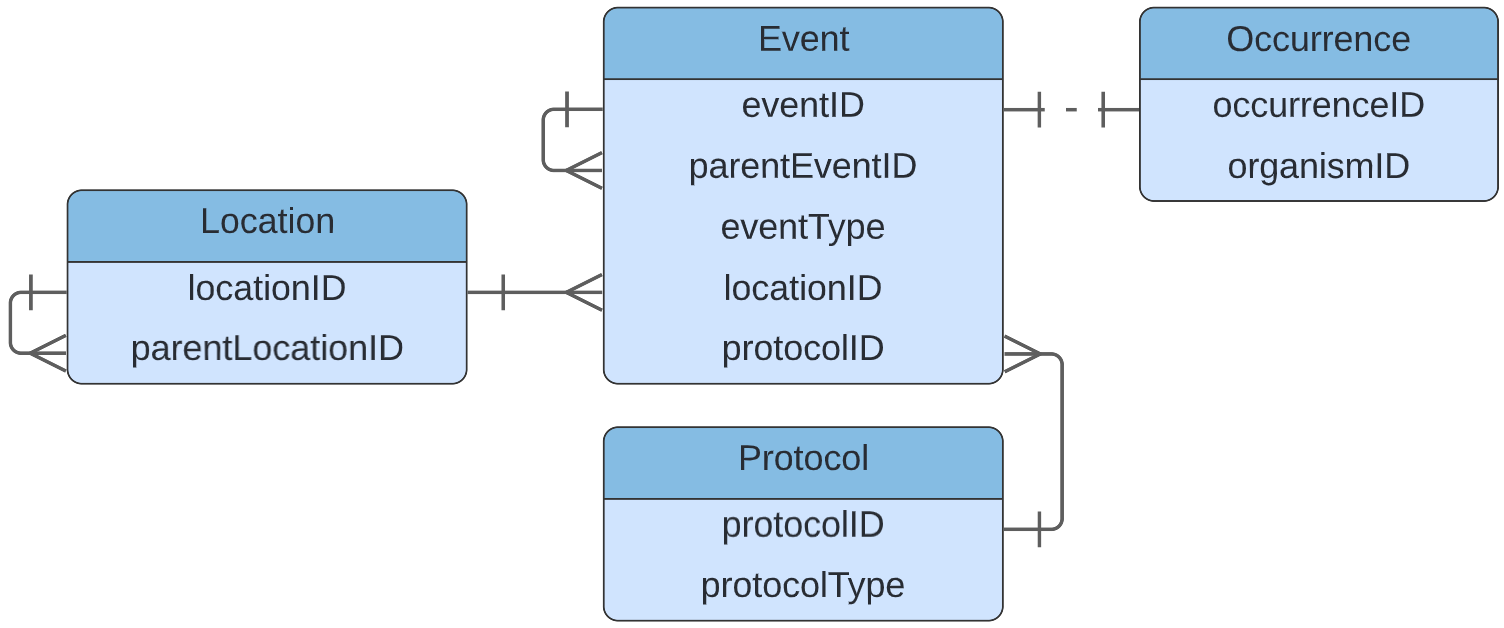 Event
eventID
parentEventID
eventType
locationID
protocolID
Occurrence
occurrenceID
organismID
Location
locationID
parentLocationID
Protocol
protocolID
protocolType